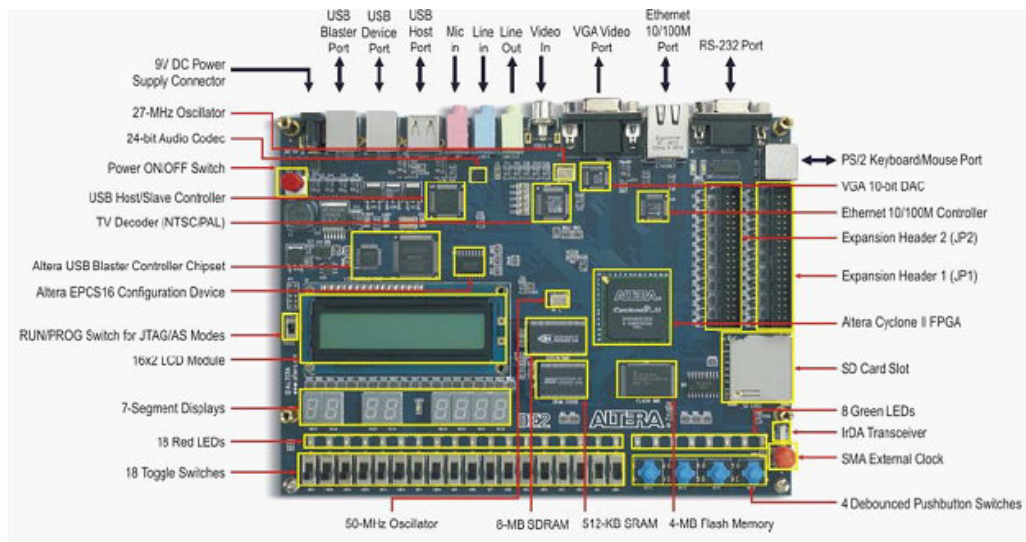 USB
Blaster
Port
USB
Device
Port
USB
Host
Port
Mic
in
Line
in
Line
Out
Video
In
VGA Video
Port
Ethernet
10/100M
Port
RS-232 Port
9V DC Power
Supply Connector
27-MHz Oscillator
24-bit Audio Codec
Power ON/OFF Switch
USB Host/Slave Controller
TV Decoder (NTSC/PAL)
Altera USB Blaster Controller Chipset
Altera EPCS16 Configuration Device
RUN/PROG Switch for JTAG/AS Modes
16x2 LCD Module
7-Segment Displays
18 Red LEDs
18 Toggle Switches
PS/2 Keyboard/Mouse Port
VGA 10-bit DAC
Ethernet 10/100M Controller
Expansion Header 2 (JP2)
Expansion Header 1 (JP1)
Altera Cyclone II FPGA
SD Card Slot
8 Green LEDs
IrDA Transceiver
SMA External Clock
4 Debounced Pushbutton Switches
50-MHz Oscillator
8-MB SDRAM
512-KB SRAM
4-MB Flash Memory
ALTERA
Cyclone II
DE2
ALTERA